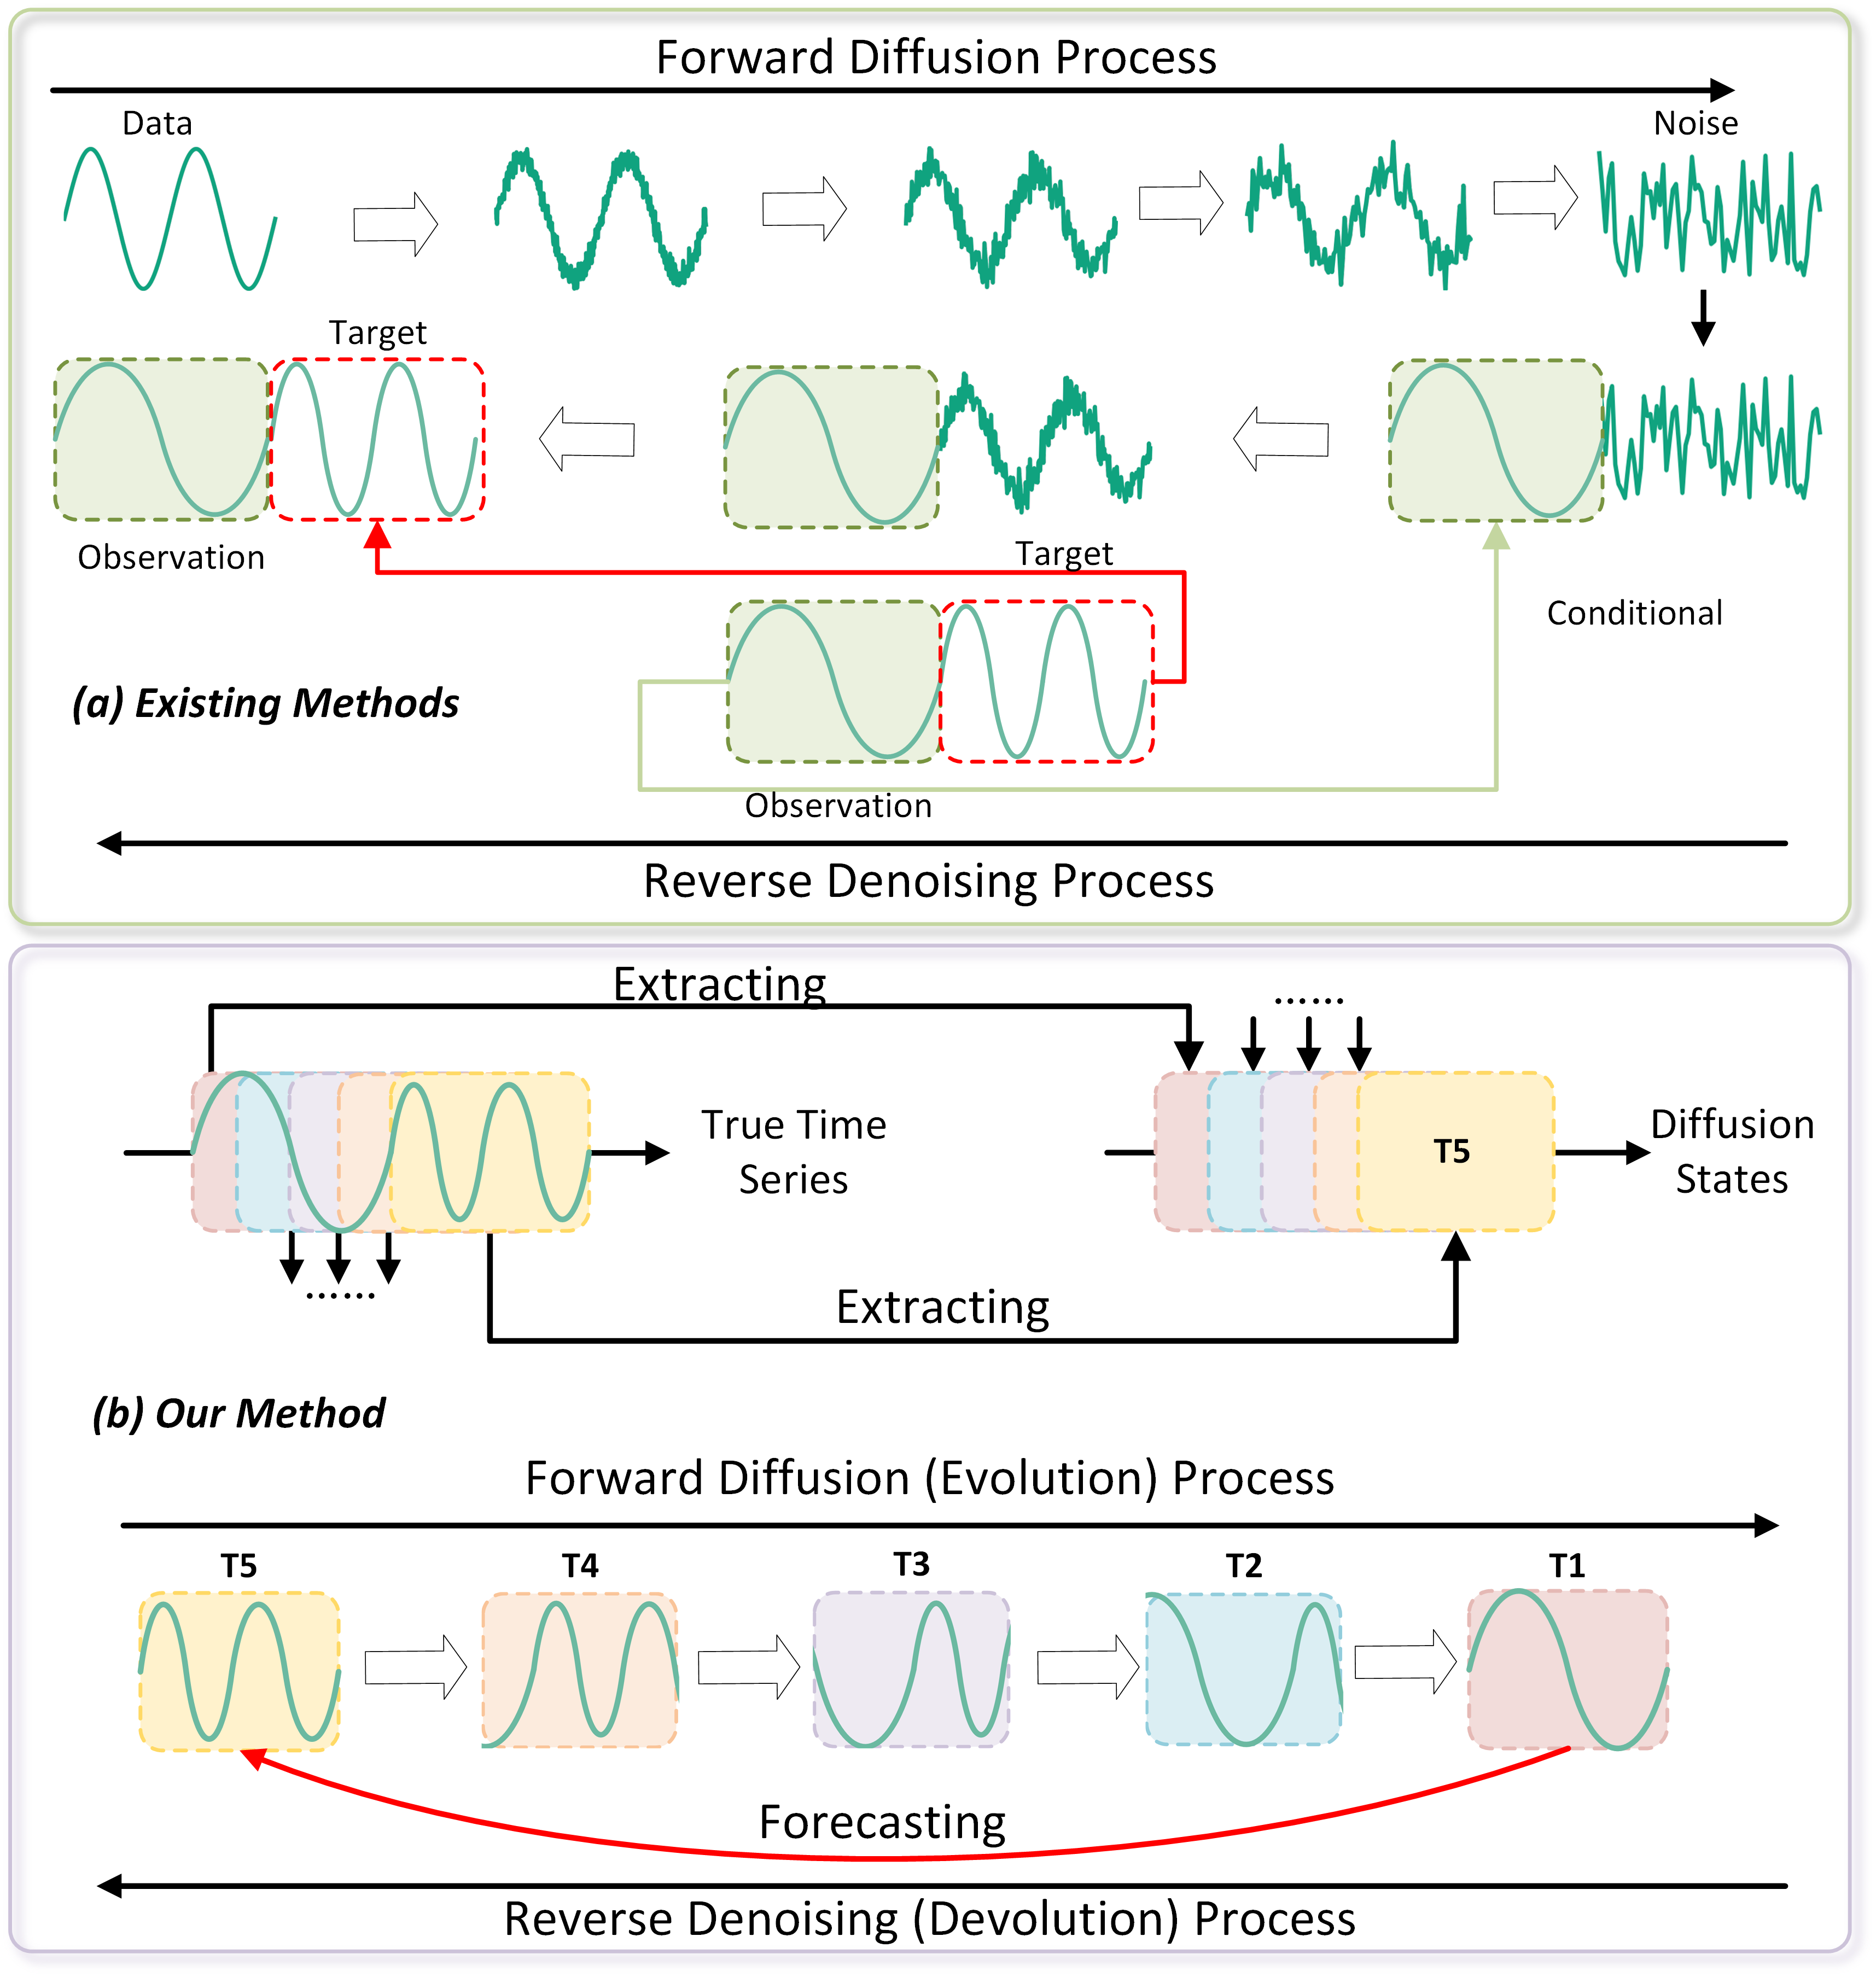 Forward Diffusion Process
Data
Noise
Target
Observation
Target
Conditional
(a) Existing Methods
Observation
Reverse Denoising Process
Extracting
......
True Time
Series
T5
Diffusion
States
......
Extracting
(b) Our Method
Forward Diffusion (Evolution) Process
T5
T4
T3
T2
T1
Forecasting
Reverse Denoising (Devolution) Process